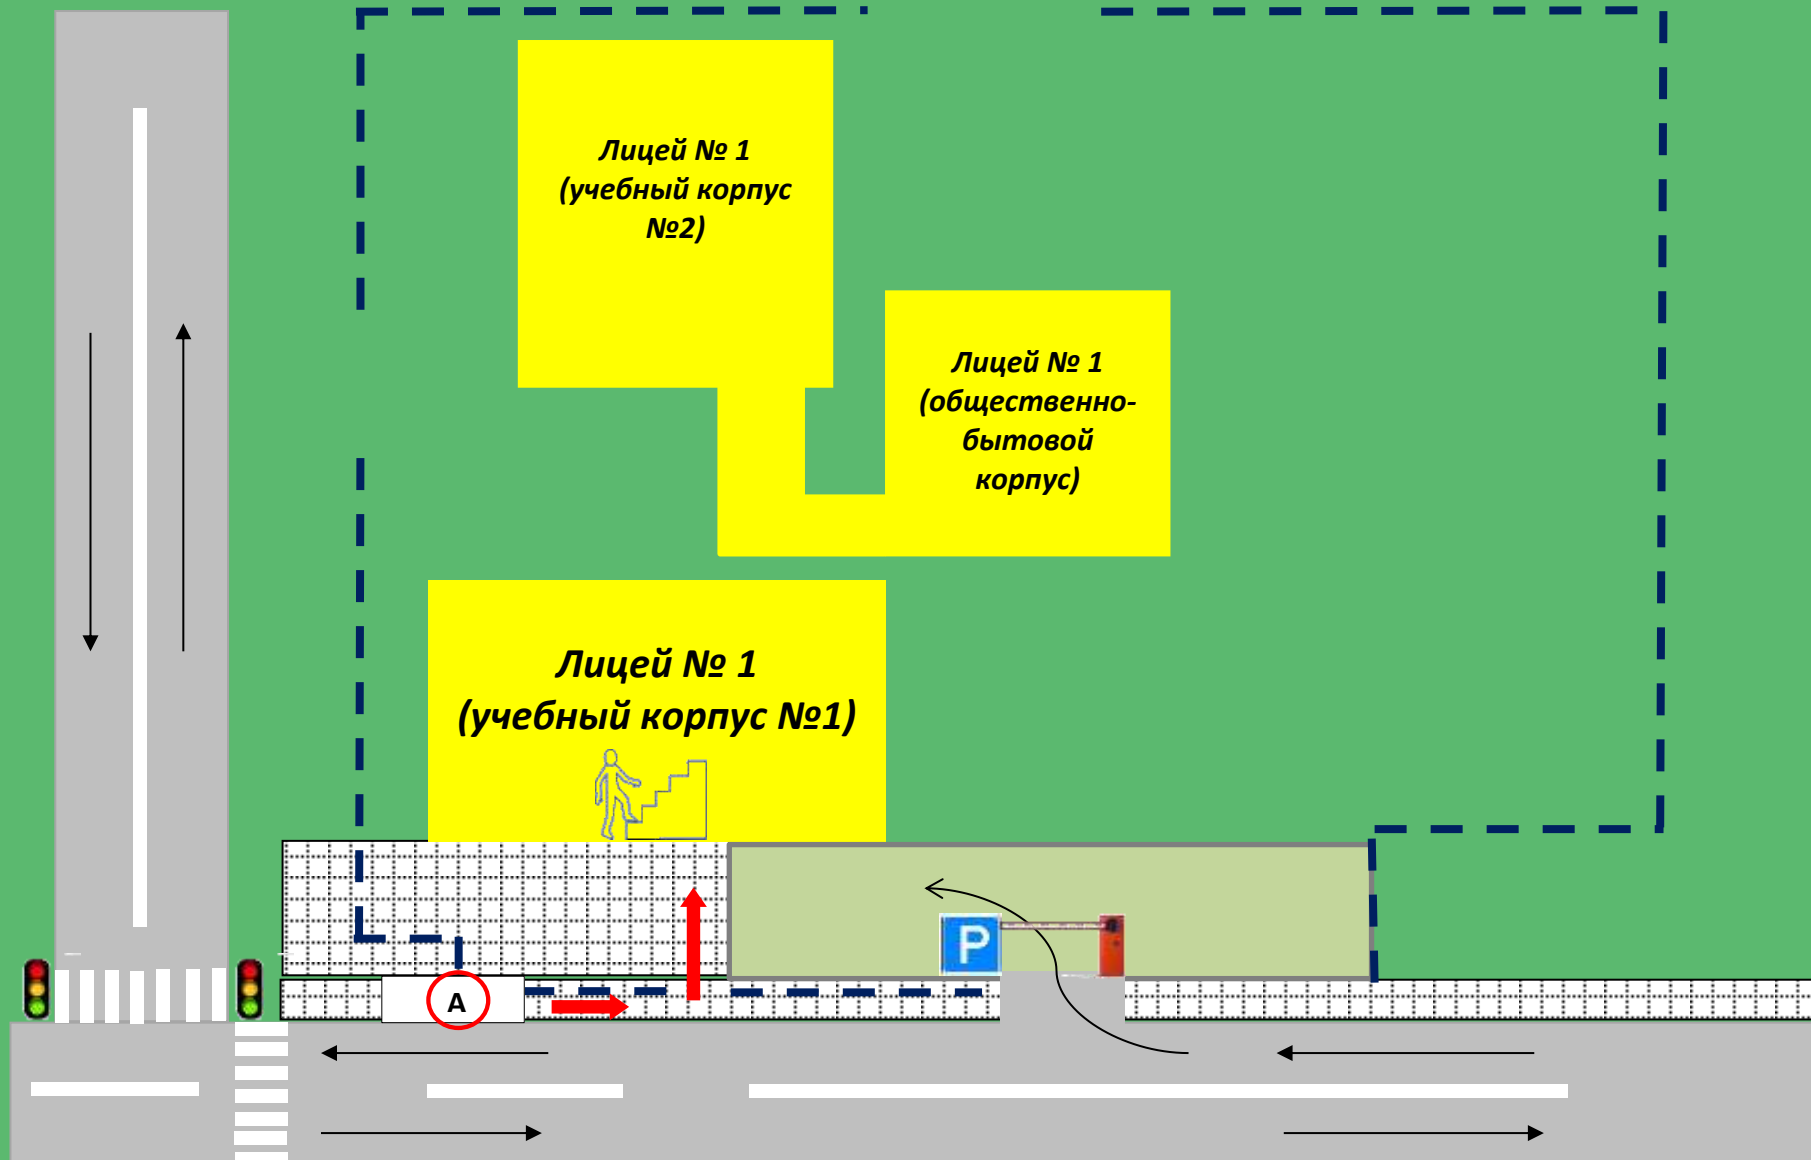 Лицей № 1
(учебный корпус
№2)
Лицей № 1
(общественно-
бытовой
корпус)
Лицей № 1
(учебный корпус №1)
P
А